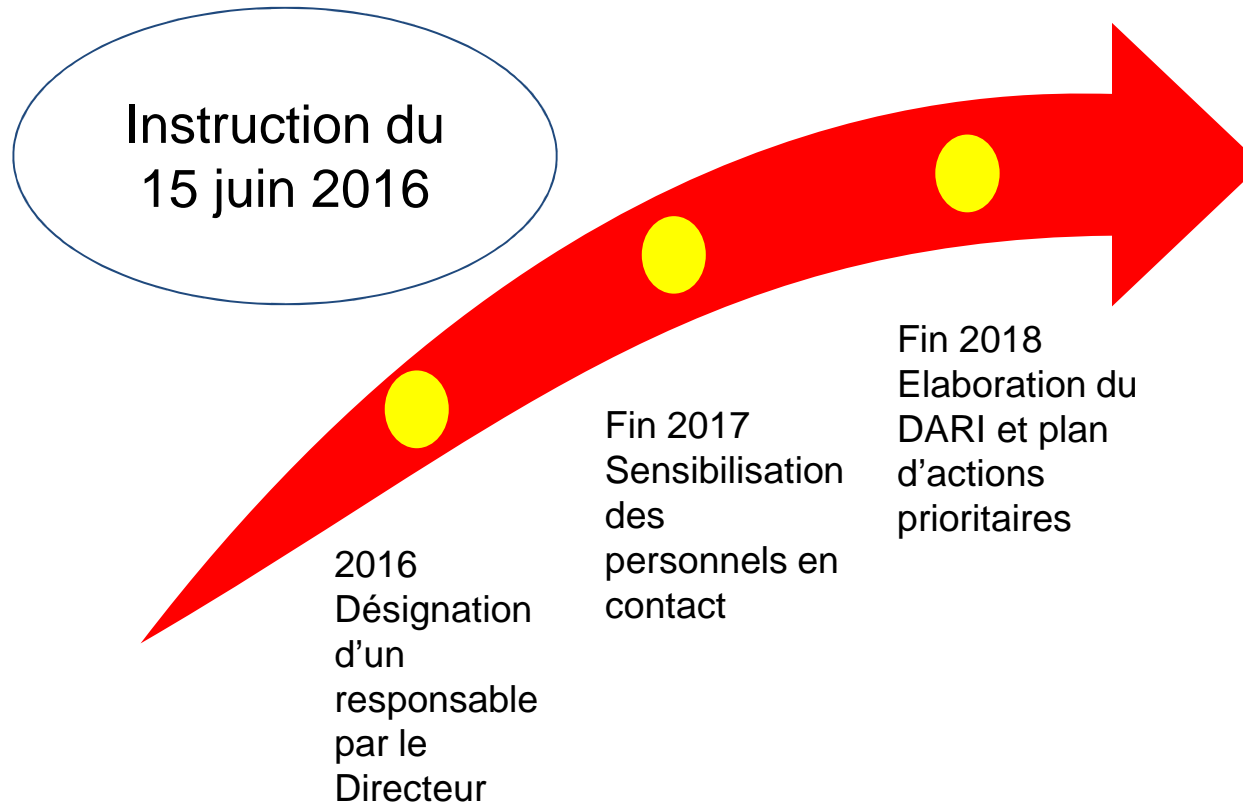 Instruction du
15 juin 2016
2016
Désignation
d’un
responsable
par le
Directeur
Fin 2017
Sensibilisation
des
personnels en
contact
Fin 2018
Elaboration du
DARI et plan
d’actions
prioritaires